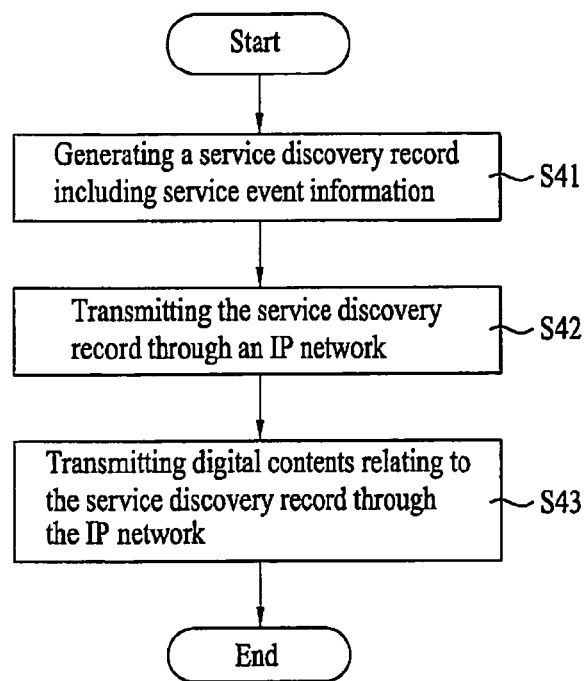 Start
Generating a service discovery record
including service event information
S41
Transmitting the service discovery
record through an IP network
S42
Transmitting digital contents relating to
the service discovery record through
the IP network
S43
End